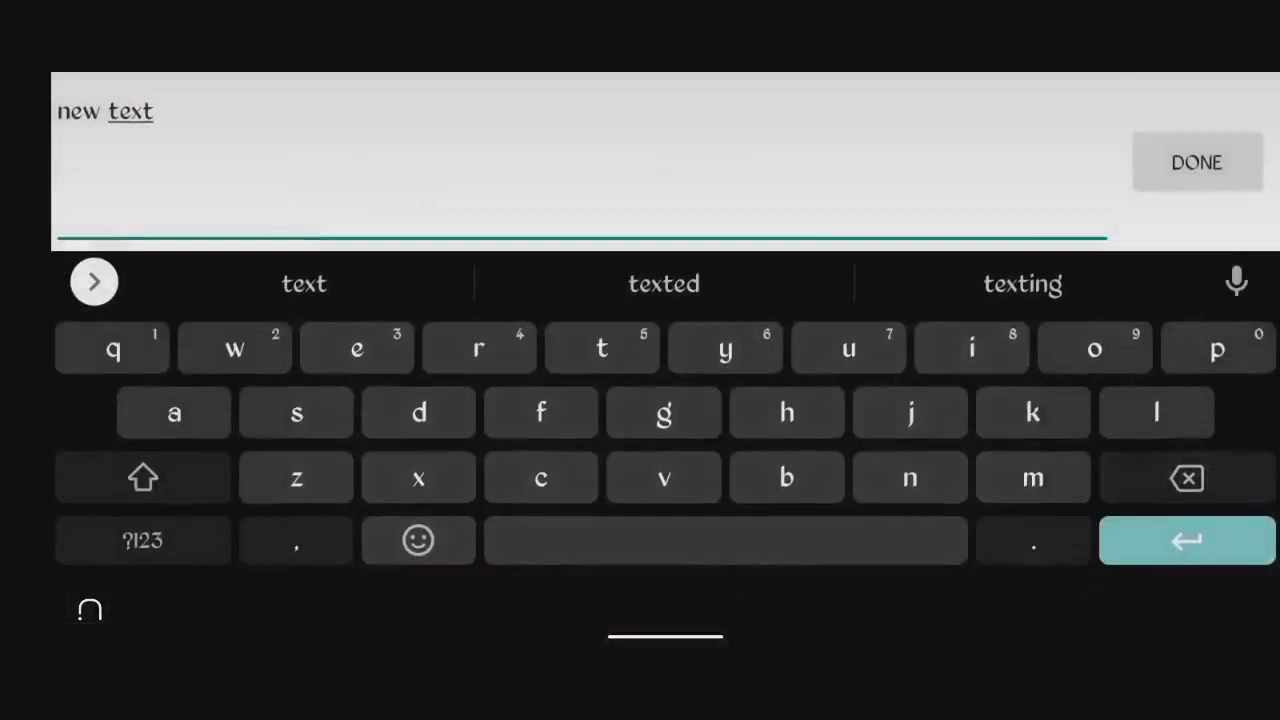 new text
DONE
text texted texting
q 1 w 2 e 3 r 4 t 5 y 6 u 7 i 8 o 9 p 0
a s d f g h j k l
z x c v b n m
?123 , .